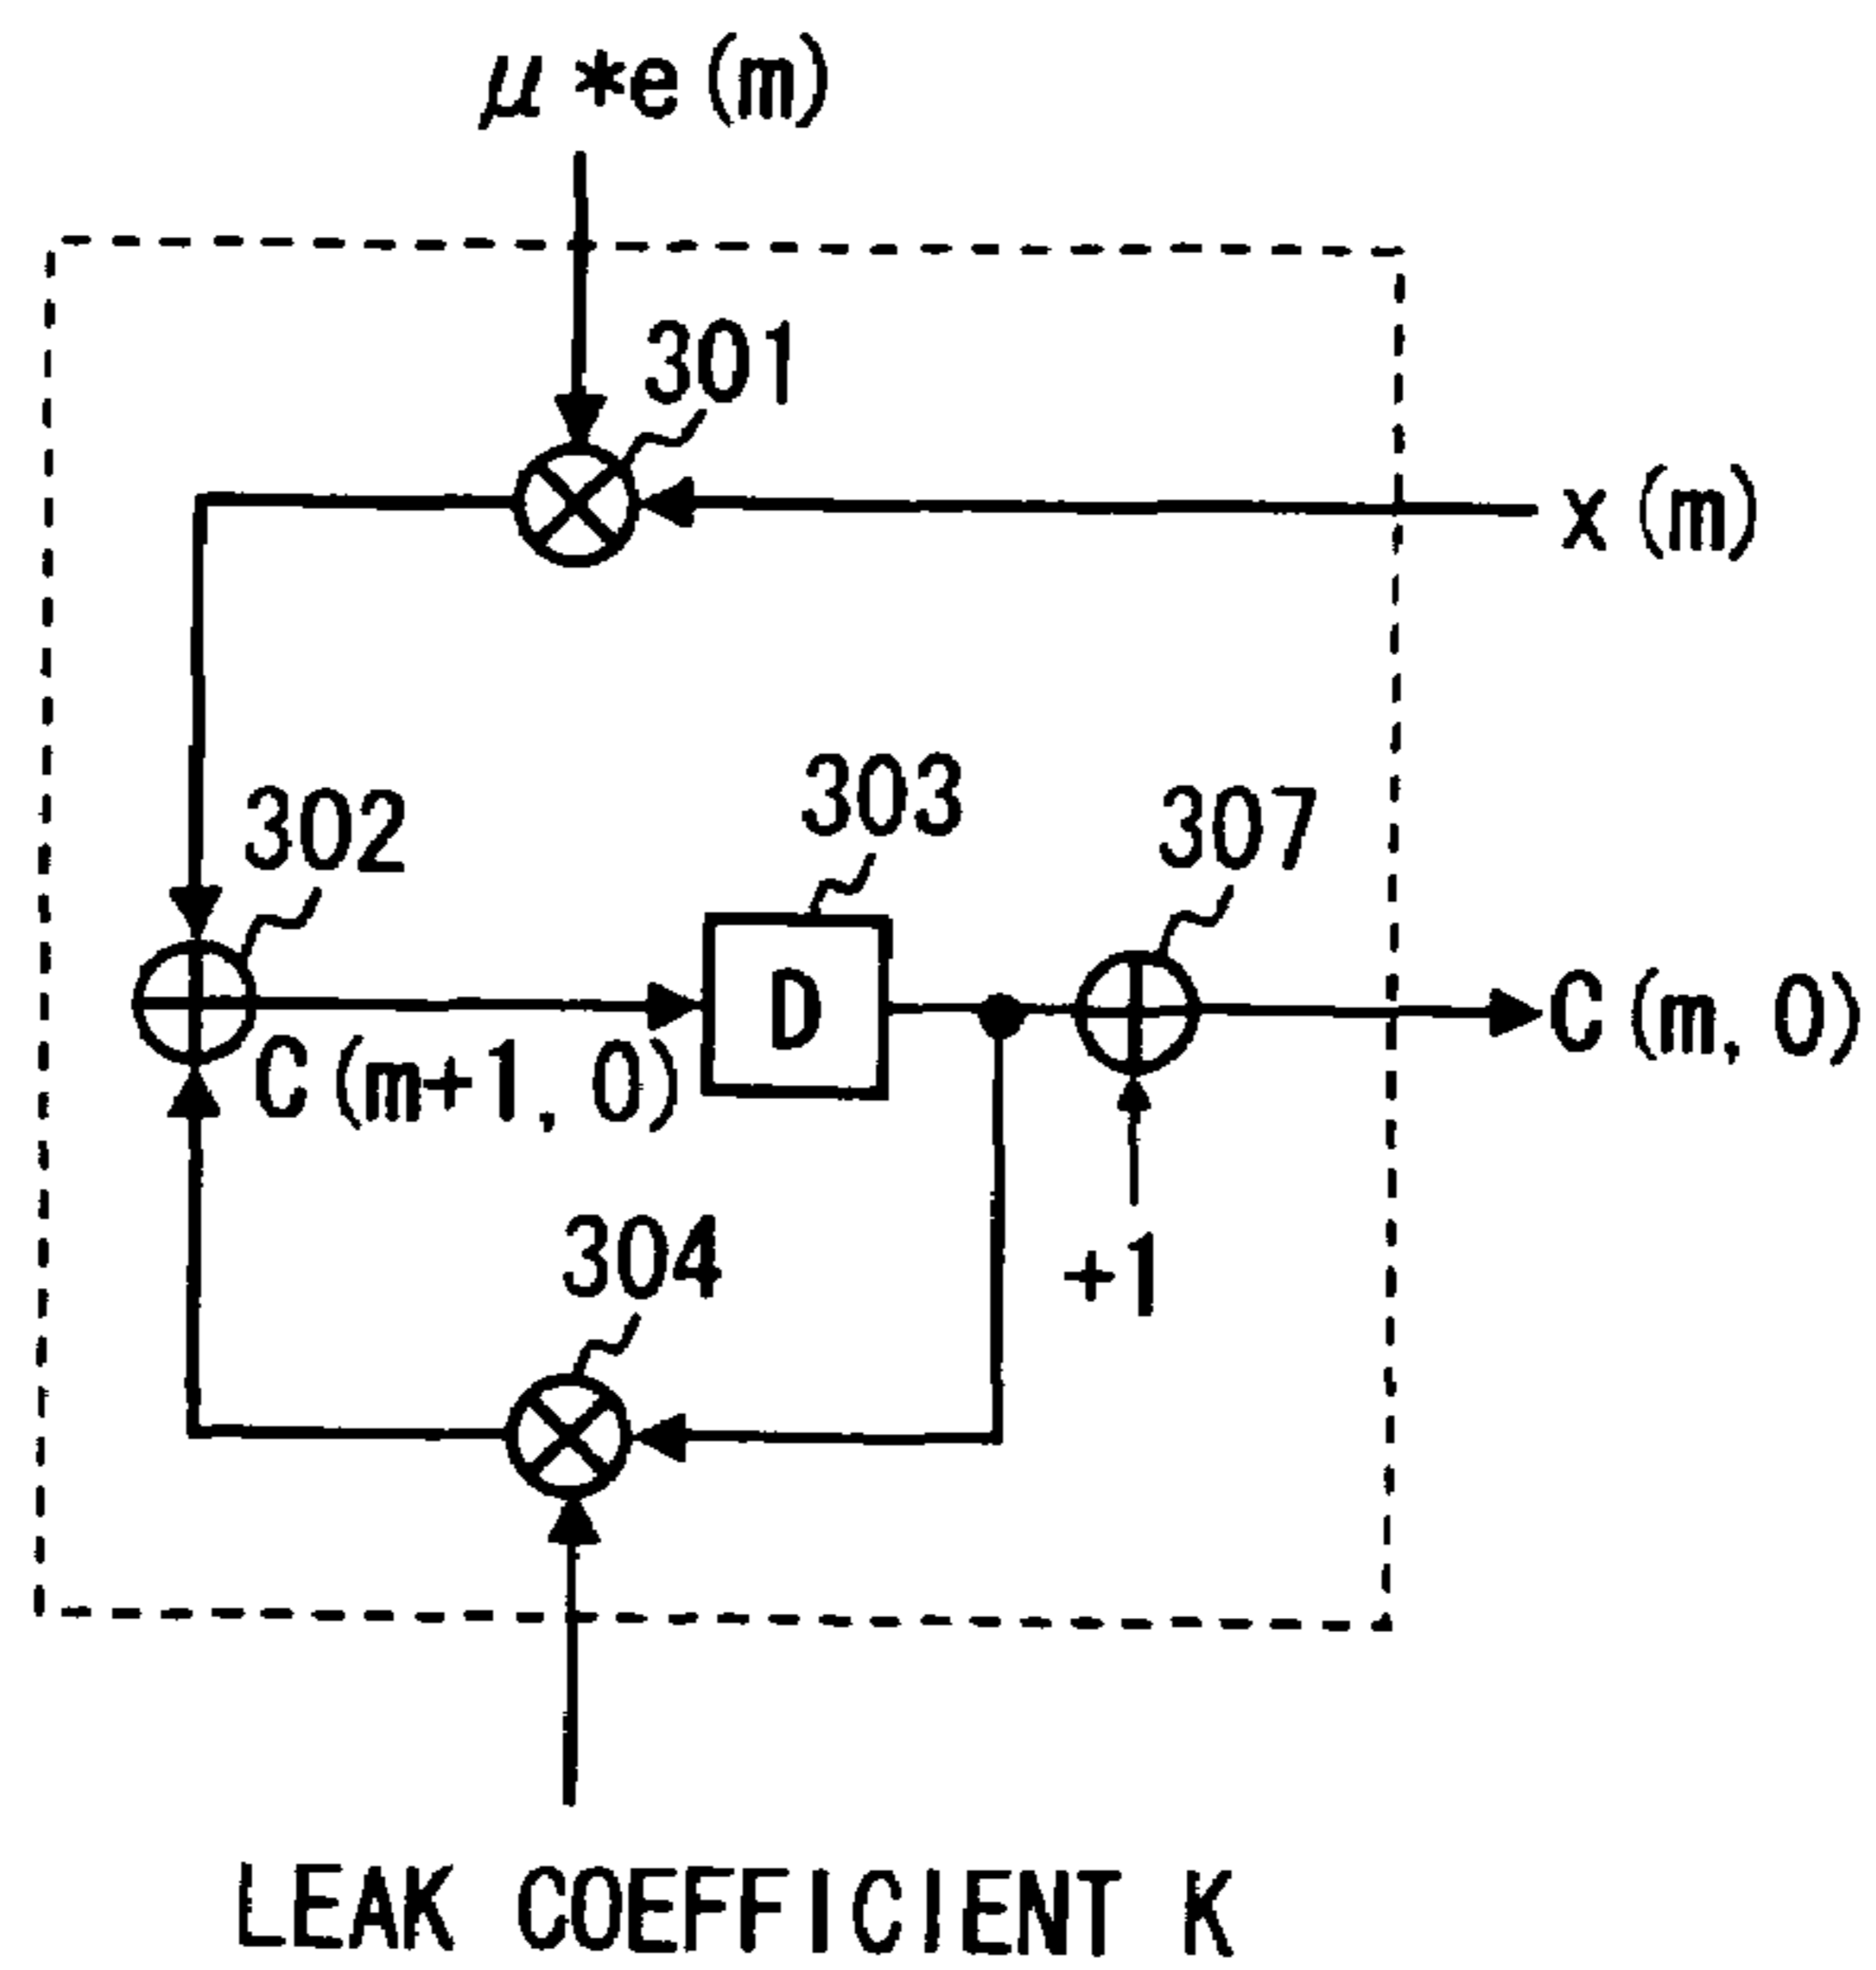 μ*e(m)
301
x(m)
302
303
307
D
C(m,0)
C(m+1,0)
304
+1
LEAK COEFFICIENT K